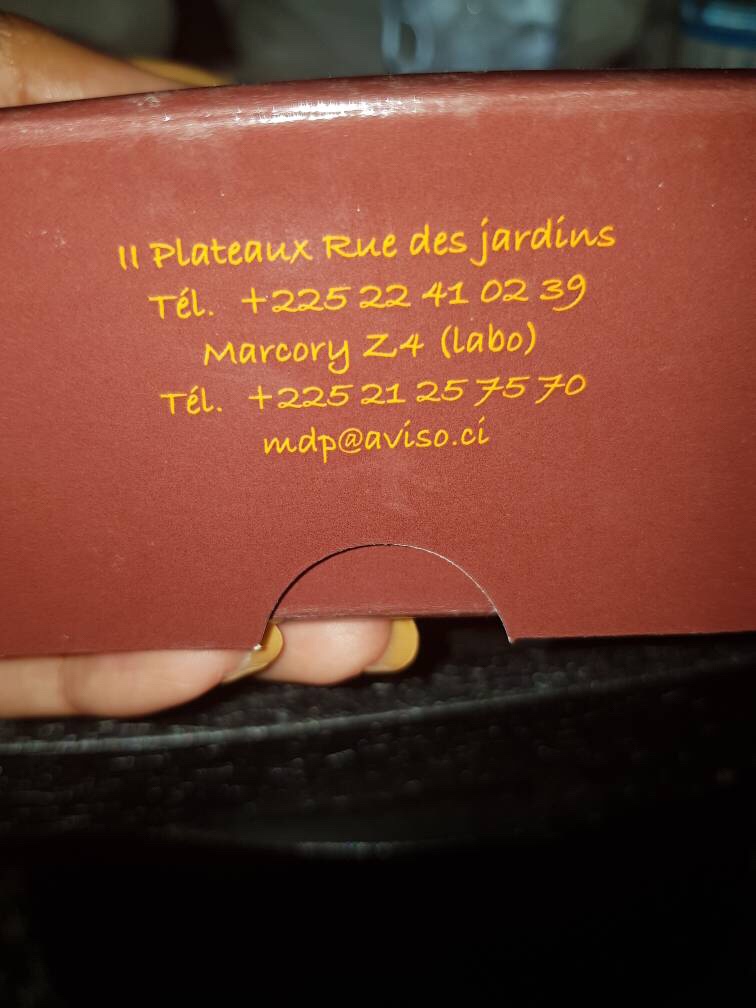 II Plateaux Rue des jardins
Tél. +225 22 41 02 39
Marcory Z4 (labo)
Tél. +225 21 25 75 70
mdp@aviso.ci